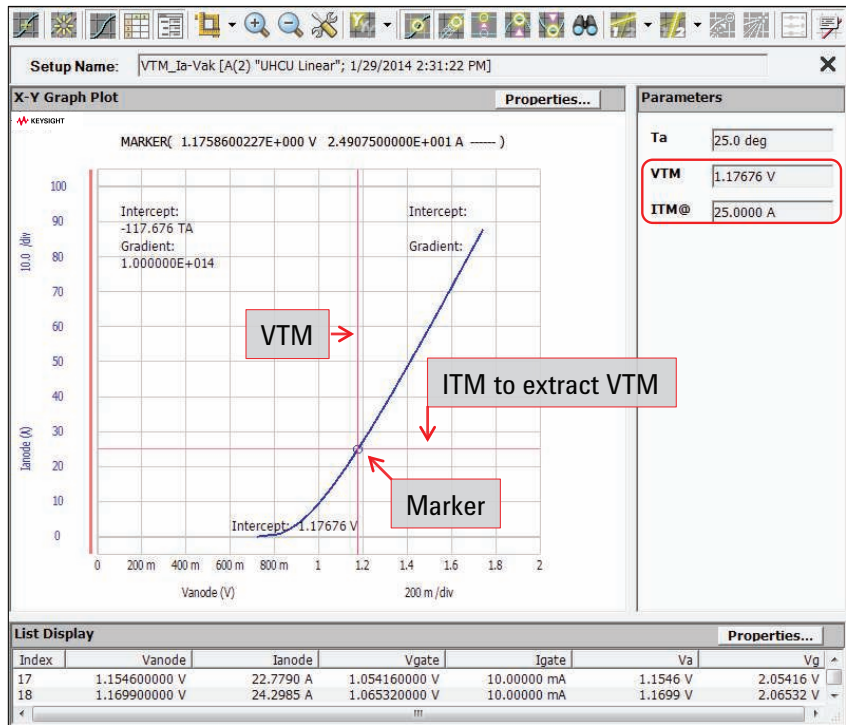 Setup Name: VTM_Ia-Vak [A(2) "UHCU Linear"; 1/29/2014 2:31:22 PM]
X-Y Graph Plot Properties... Parameters
KEYSIGHT
MARKER( 1.1758600227E+000 V 2.4907500000E+001 A ------ )
Ta 25.0 deg
VTM 1.17676 V
ITM@ 25.0000 A
10.0 /div
Ianode (A)
100
90
80
70
60
50
40
30
20
10
0
Intercept:
-117.676 TA
Gradient:
1.000000E+014
Intercept:
Gradient:
VTM
ITM to extract VTM
Marker
Intercept: 1.17676 V
0 200 m 400 m 600 m 800 m 1 1.2 1.4 1.6 1.8 2
Vanode (V) 200 m /div
List Display Properties...
Index Vanode Ianode Vgate Igate Va Vg
17 1.154600000 V 22.7790 A 1.054160000 V 10.00000 mA 1.1546 V 2.05416 V
18 1.169900000 V 24.2985 A 1.065320000 V 10.00000 mA 1.1699 V 2.06532 V